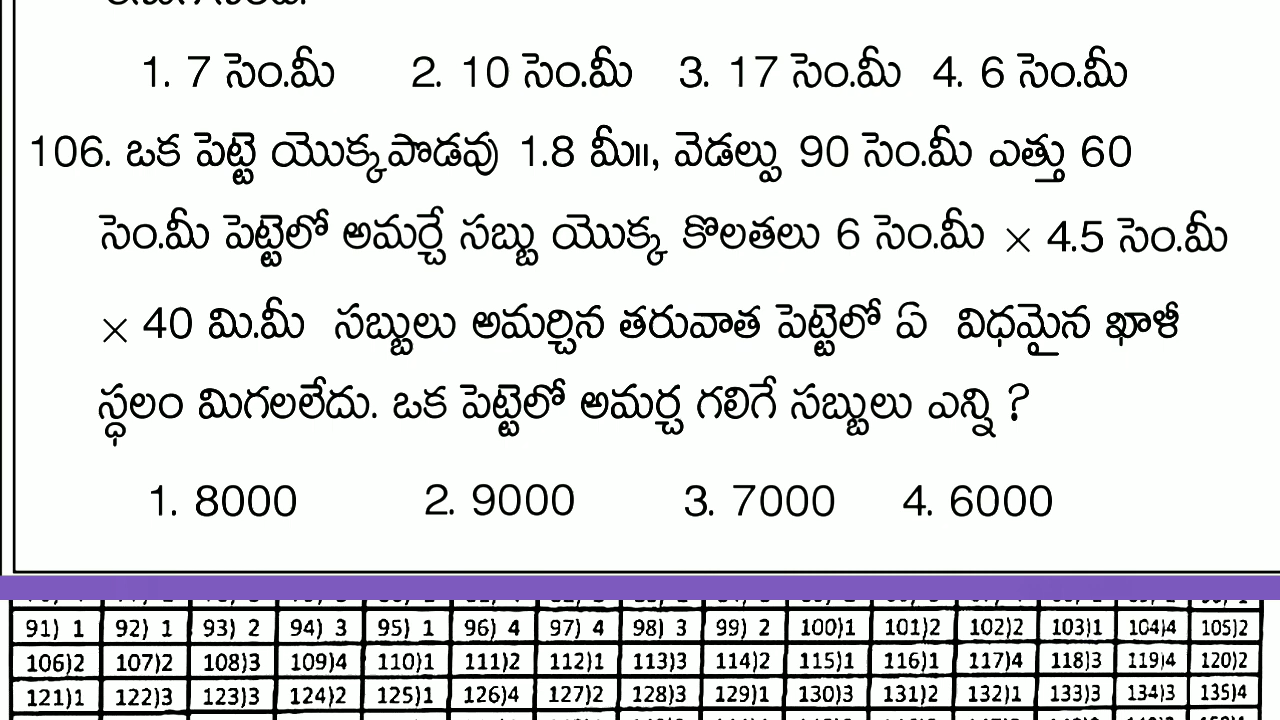 1. 7 సెం.మీ 2. 10 సెం.మీ 3. 17 సెం.మీ 4. 6 సెం.మీ
106. ఒక పెట్టె యొక్కపొడవు 1.8 మీ॥, వెడల్పు 90 సెం.మీ ఎత్తు 60
సెం.మీ పెట్టెలో అమర్చే సబ్బు యొక్క కొలతలు 6 సెం.మీ × 4.5 సెం.మీ
× 40 మి.మీ సబ్బులు అమర్చిన తరువాత పెట్టెలో ఏ విధమైన ఖాళీ
స్థలం మిగలలేదు. ఒక పెట్టెలో అమర్చ గలిగే సబ్బులు ఎన్ని ?
1. 8000 2. 9000 3. 7000 4. 6000
91) 1 92) 1 93) 2 94) 3 95) 1 96) 4 97) 4 98) 3 99) 2 100)1 101)2 102)2 103)1 104)4 105)2
106)2 107)2 108)3 109)4 110)1 111)2 112)1 113)3 114)2 115)1 116)1 117)4 118)3 119)4 120)2
121)1 122)3 123)3 124)2 125)1 126)4 127)2 128)3 129)1 130)3 131)2 132)1 133)3 134)3 135)4